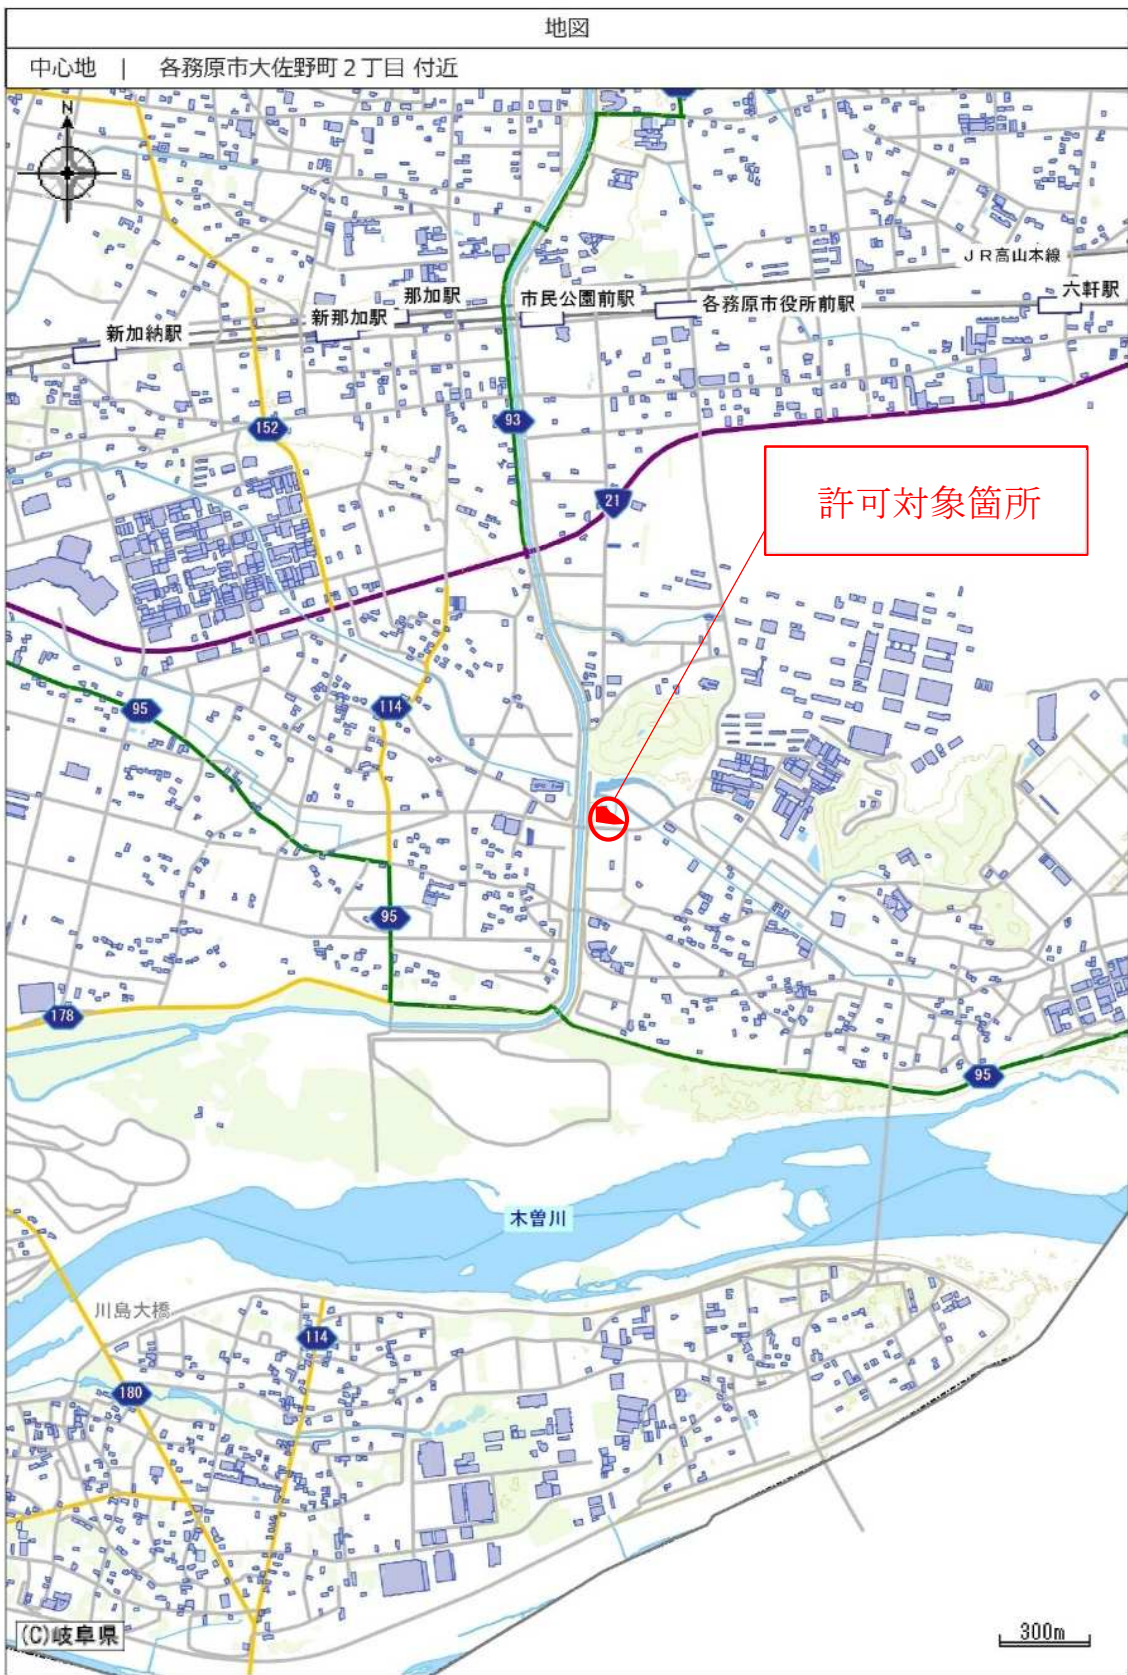 地図
中心地 | 各務原市大佐野町２丁目 付近
N
ＪＲ高山本線
六軒駅
那加駅
市民公園前駅
各務原市役所前駅
新那加駅
新加納駅
93
152
許可対象箇所
21
95
114
95
178
95
木曽川
川島大橋
114
180
(C)岐阜県
300m